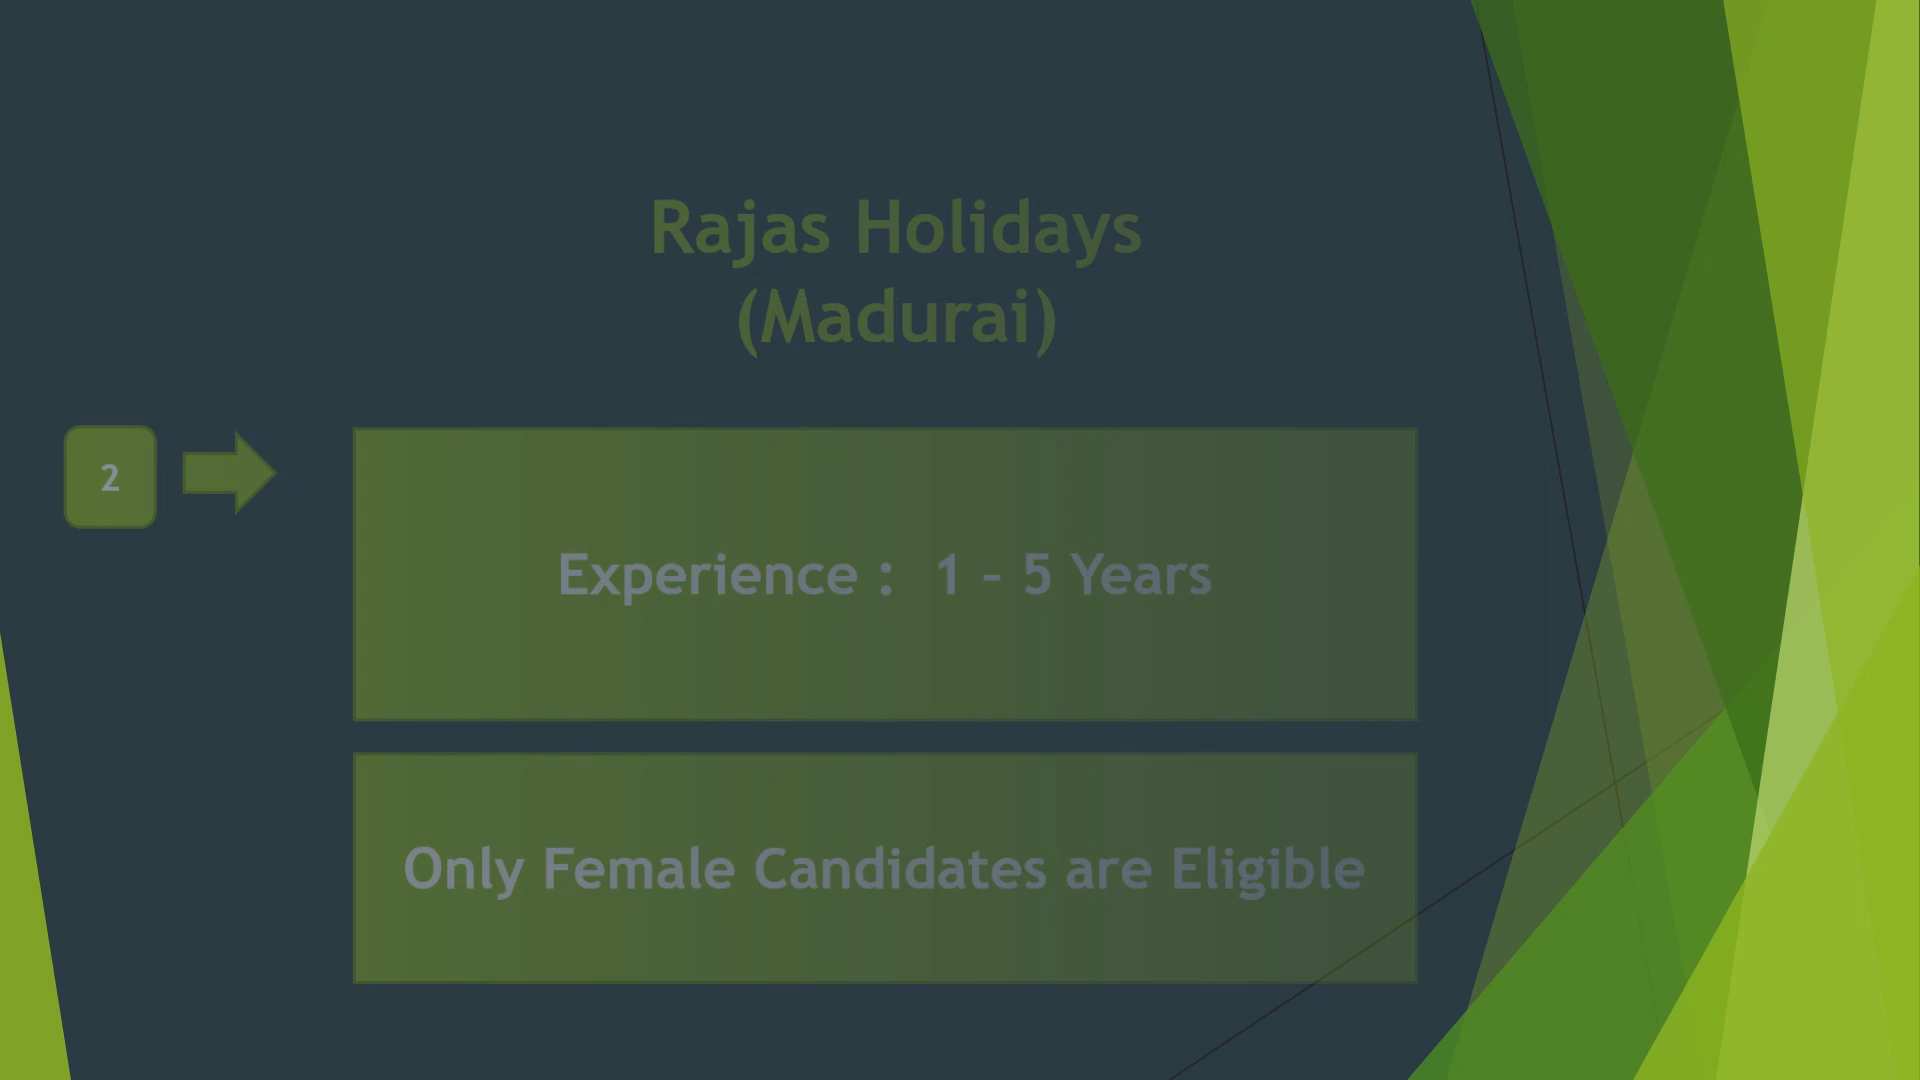 Rajas Holidays
(Madurai)
2
Experience : 1 – 5 Years
Only Female Candidates are Eligible